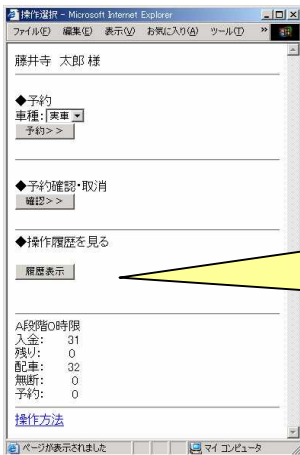 操作選択 - Microsoft Internet Explorer
ファイル(F) 編集(E) 表示(V) お気に入り(A) ツール(T) »
藤井寺 太郎 様
◆予約
車種: 実車
予約>>
◆予約確認・取消
確認>>
◆操作履歴を見る
履歴表示
A段階0時限
入金: 31
残り: 0
配車: 32
無断: 0
予約: 0
操作方法
ページが表示されました マイ コンピュータ